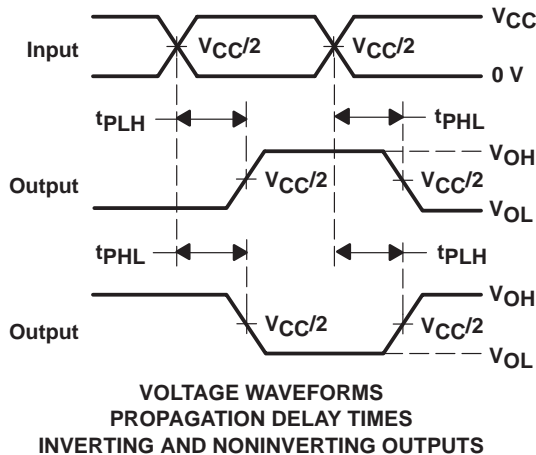 VCC
Input
VCC/2
VCC/2
0 V
tPLH
tPHL
VOH
Output
VCC/2
VCC/2
VOL
tPHL
tPLH
VOH
Output
VCC/2
VCC/2
VOL
VOLTAGE WAVEFORMS
PROPAGATION DELAY TIMES
INVERTING AND NONINVERTING OUTPUTS